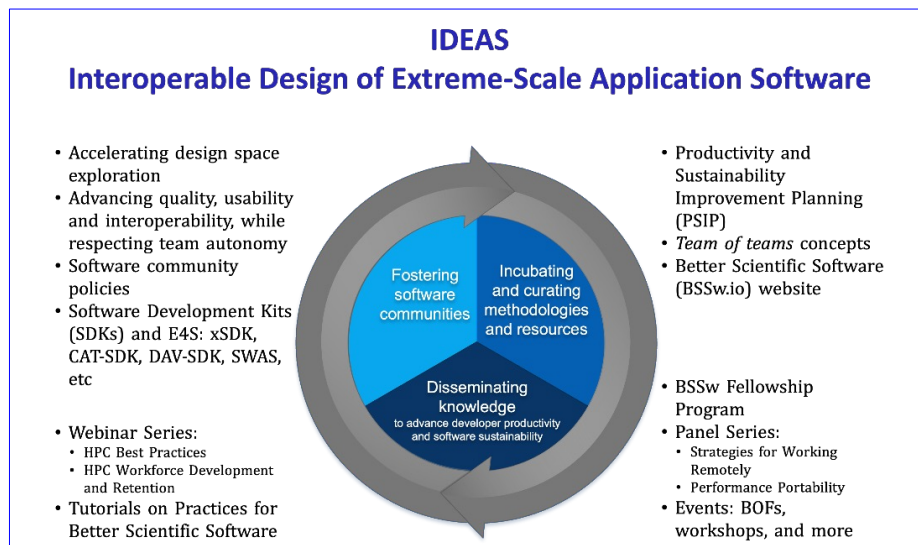 IDEAS
Interoperable Design of Extreme-Scale Application Software
• Accelerating design space
exploration
• Advancing quality, usability
and interoperability, while
respecting team autonomy
• Software community
policies
• Software Development Kits
(SDKs) and E4S: xSDK,
CAT-SDK, DAV-SDK, SWAS,
etc
• Webinar Series:
• HPC Best Practices
• HPC Workforce Development
and Retention
• Tutorials on Practices for
Better Scientific Software
Fostering
software
communities
Incubating
and curating
methodologies
and resources
Disseminating
knowledge
to advance developer productivity
and software sustainability
• Productivity and
Sustainability
Improvement Planning
(PSIP)
• Team of teams concepts
• Better Scientific Software
(BSSw.io) website
• BSSw Fellowship
Program
• Panel Series:
• Strategies for Working
Remotely
• Performance Portability
• Events: BOFs,
workshops, and more